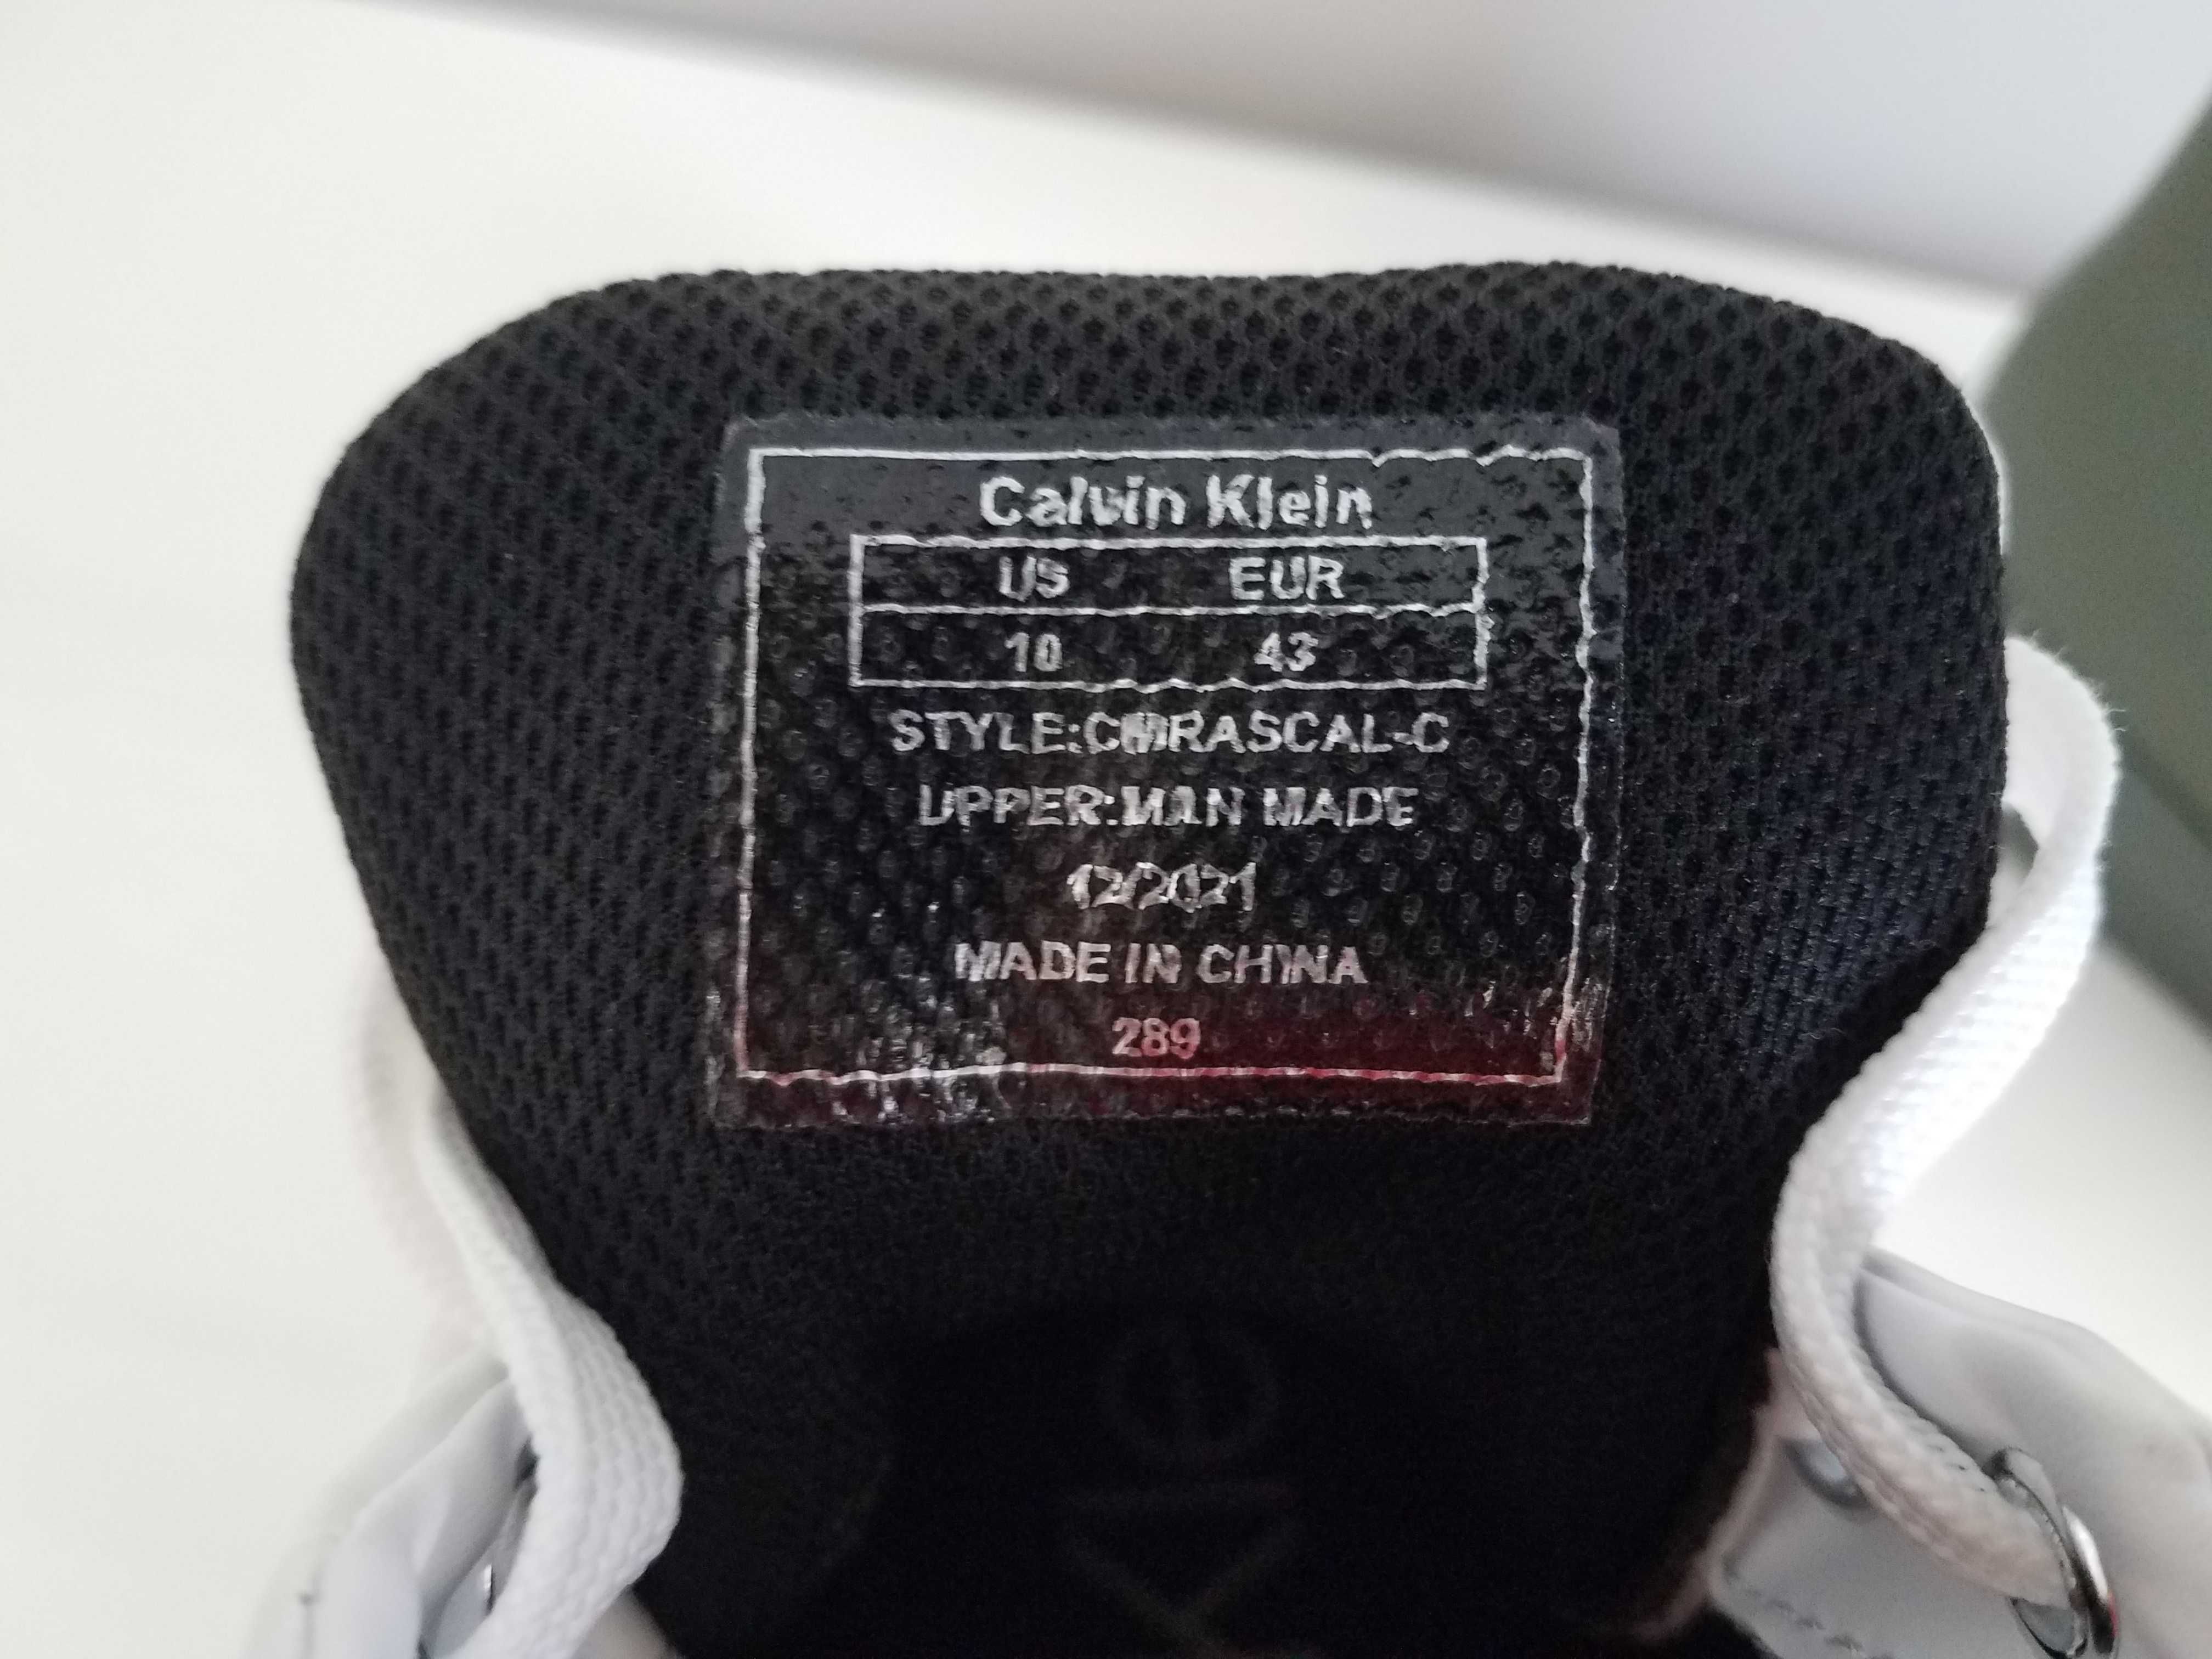 Calvin Klein
US EUR
10 43
STYLE:CMRASCAL-C
UPPER:MAN MADE
12/2021
MADE IN CHINA
289